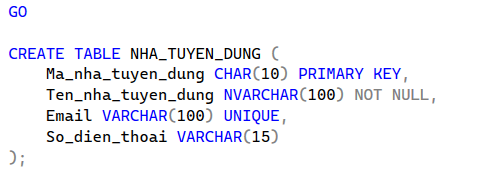 GO
CREATE TABLE NHA_TUYEN_DUNG (
Ma_nha_tuyen_dung CHAR(10) PRIMARY KEY,
Ten_nha_tuyen_dung NVARCHAR(100) NOT NULL,
Email VARCHAR(100) UNIQUE,
So_dien_thoai VARCHAR(15)
);